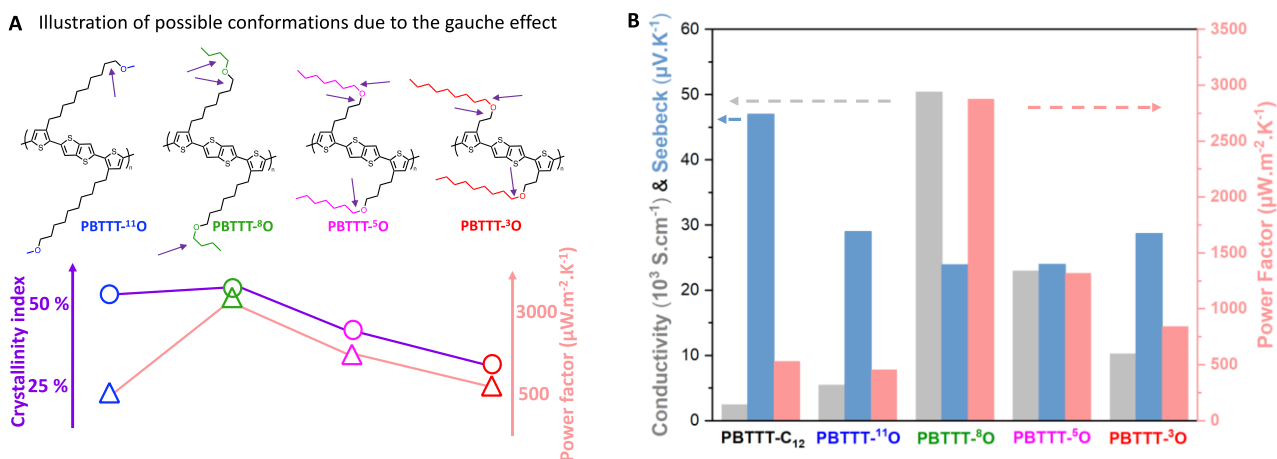 A Illustration of possible conformations due to the gauche effect
O
O
O
O
S
S
S
S
n
S
S
S
S
n
S
S
S
S
n
S
S
S
S
n
O
O
O
O
PBTTT-¹¹O
PBTTT-⁸O
PBTTT-⁵O
PBTTT-³O
Crystallinity index
50 %
25 %
3000
500
Power factor (µW.m⁻².K⁻¹)
B
Conductivity (10³ S.cm⁻¹) & Seebeck (µV.K⁻¹)
60
50
40
30
20
10
0
3500
3000
2500
2000
1500
1000
500
0
Power Factor (µW.m⁻².K⁻¹)
PBTTT-C₁₂
PBTTT-¹¹O
PBTTT-⁸O
PBTTT-⁵O
PBTTT-³O